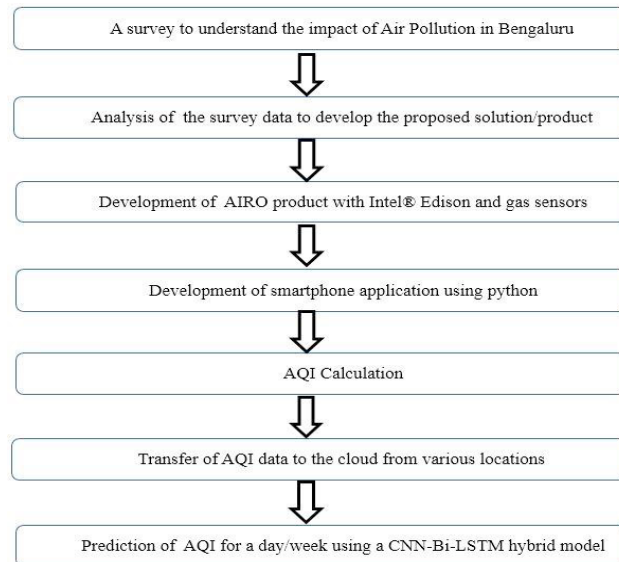 A survey to understand the impact of Air Pollution in Bengaluru
Analysis of the survey data to develop the proposed solution/product
Development of AIRO product with Intel® Edison and gas sensors
Development of smartphone application using python
AQI Calculation
Transfer of AQI data to the cloud from various locations
Prediction of AQI for a day/week using a CNN-Bi-LSTM hybrid model